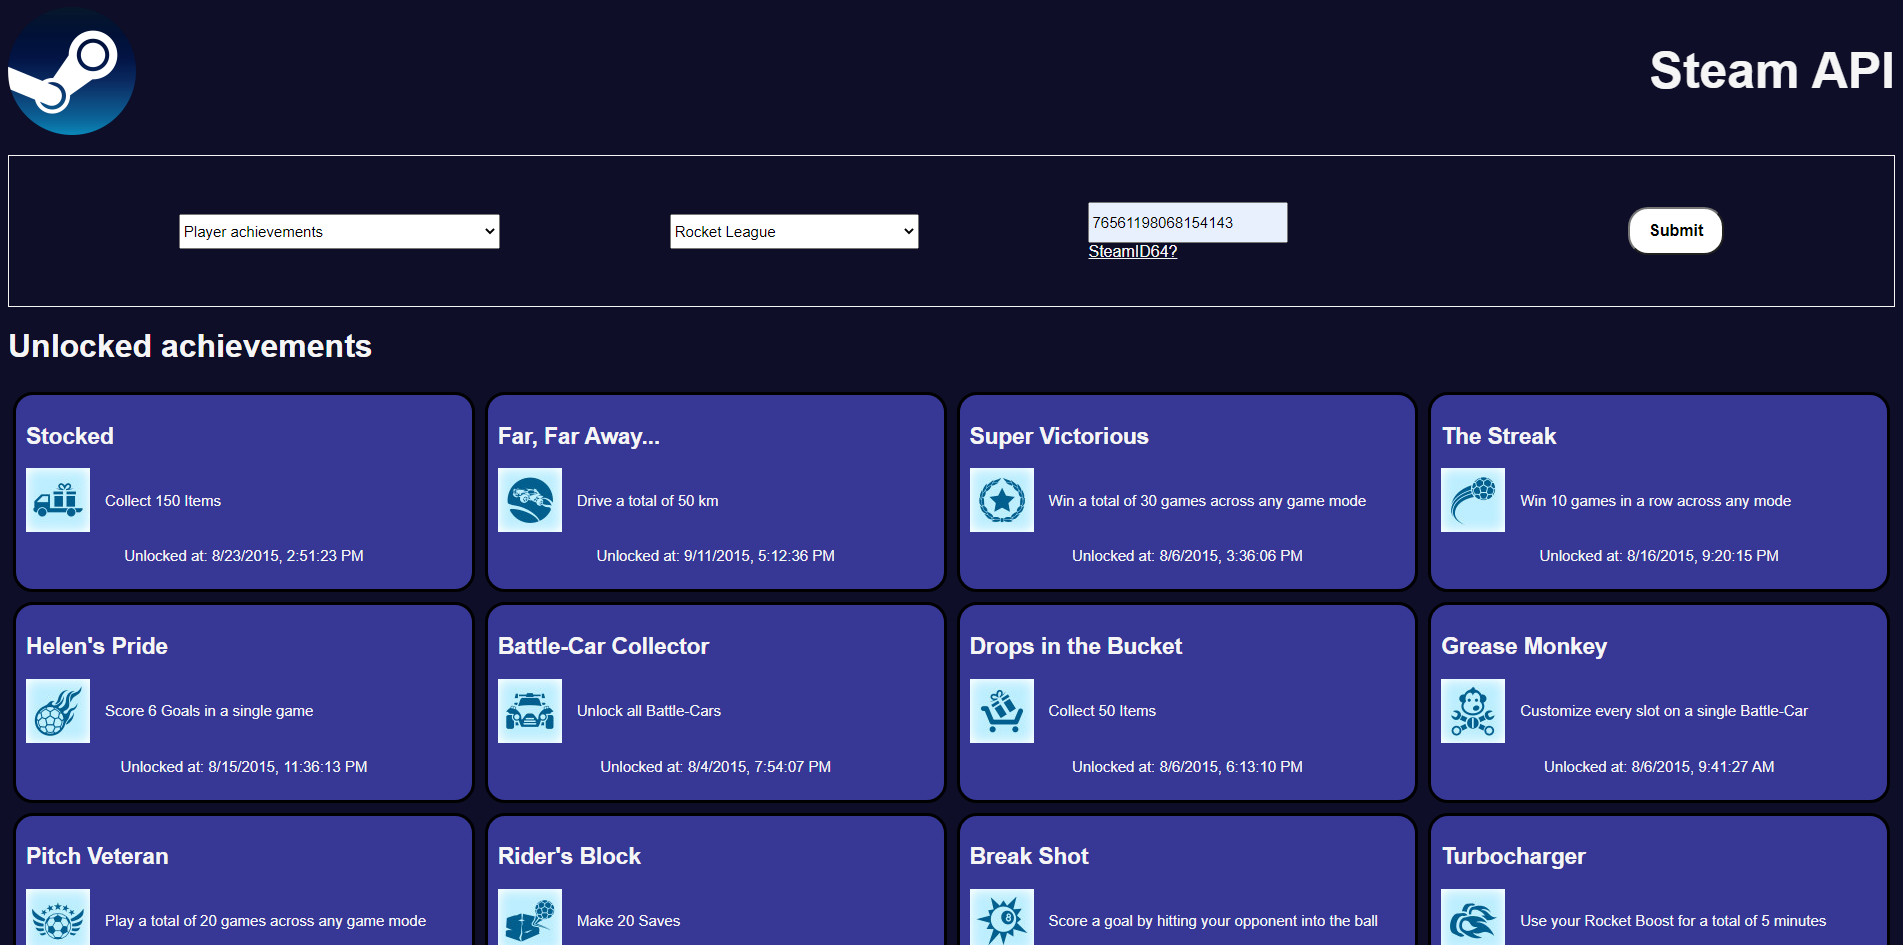 Steam API
Player achievements
Rocket League
76561198068154143
SteamID64?
Submit
Unlocked achievements
Stocked
Collect 150 Items
Unlocked at: 8/23/2015, 2:51:23 PM
Far, Far Away...
Drive a total of 50 km
Unlocked at: 9/11/2015, 5:12:36 PM
Super Victorious
Win a total of 30 games across any game mode
Unlocked at: 8/6/2015, 3:36:06 PM
The Streak
Win 10 games in a row across any mode
Unlocked at: 8/16/2015, 9:20:15 PM
Helen's Pride
Score 6 Goals in a single game
Unlocked at: 8/15/2015, 11:36:13 PM
Battle-Car Collector
Unlock all Battle-Cars
Unlocked at: 8/4/2015, 7:54:07 PM
Drops in the Bucket
Collect 50 Items
Unlocked at: 8/6/2015, 6:13:10 PM
Grease Monkey
Customize every slot on a single Battle-Car
Unlocked at: 8/6/2015, 9:41:27 AM
Pitch Veteran
Play a total of 20 games across any game mode
Rider's Block
Make 20 Saves
Break Shot
8
Score a goal by hitting your opponent into the ball
Turbocharger
Use your Rocket Boost for a total of 5 minutes